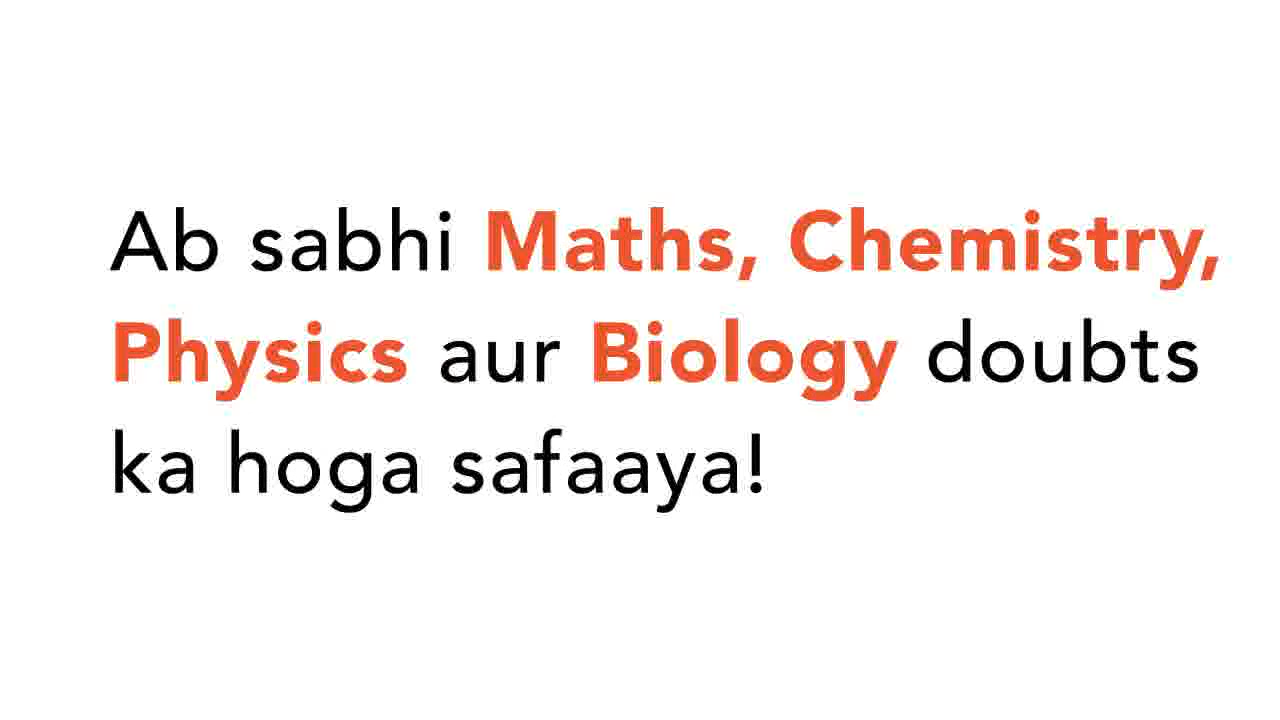 Ab sabhi Maths, Chemistry,
Physics aur Biology doubts
ka hoga safaaya!